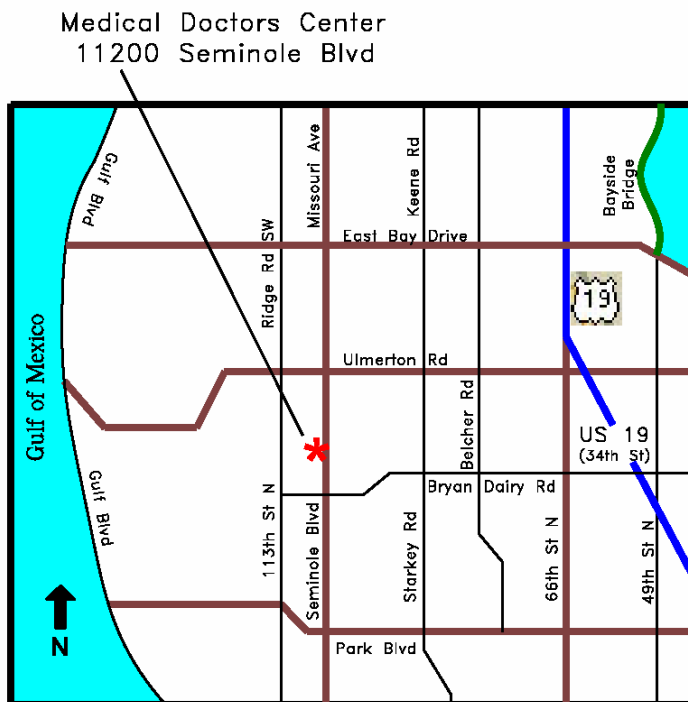 Medical Doctors Center
11200 Seminole Blvd
Gulf Blvd
Ridge Rd SW
Missouri Ave
Keene Rd
Bayside
Bridge
East Bay Drive
19
Gulf of Mexico
Ulmerton Rd
Belcher Rd
US 19
(34th St)
Gulf Blvd
113th St N
Seminole Blvd
Bryan Dairy Rd
Starkey Rd
66th St N
49th St N
N
Park Blvd